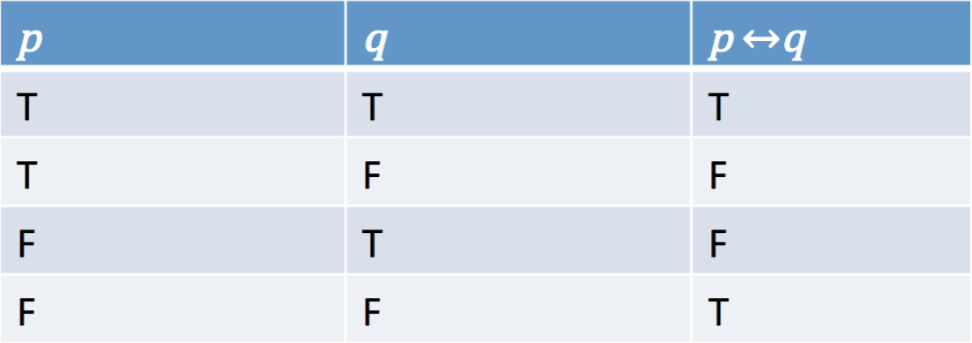 p q p ↔ q
T T T
T F F
F T F
F F T